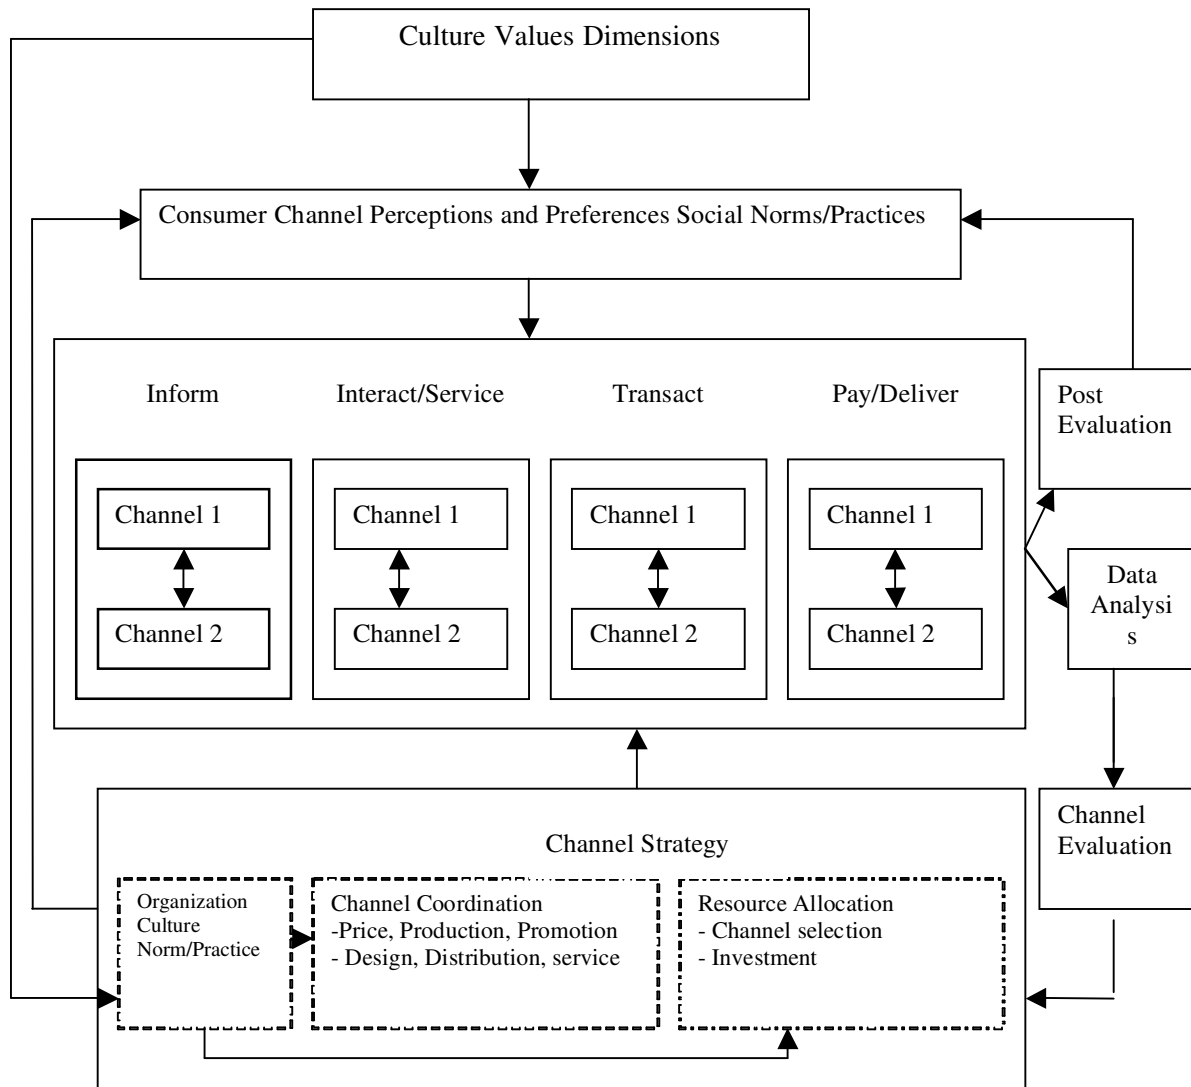 Culture Values Dimensions
Consumer Channel Perceptions and Preferences Social Norms/Practices
Inform
Interact/Service
Transact
Pay/Deliver
Channel 1
Channel 2
Channel 1
Channel 2
Channel 1
Channel 2
Channel 1
Channel 2
Post
Evaluation
Data
Analysi
s
Channel
Evaluation
Channel Strategy
Organization
Culture
Norm/Practice
Channel Coordination
-Price, Production, Promotion
- Design, Distribution, service
Resource Allocation
- Channel selection
- Investment